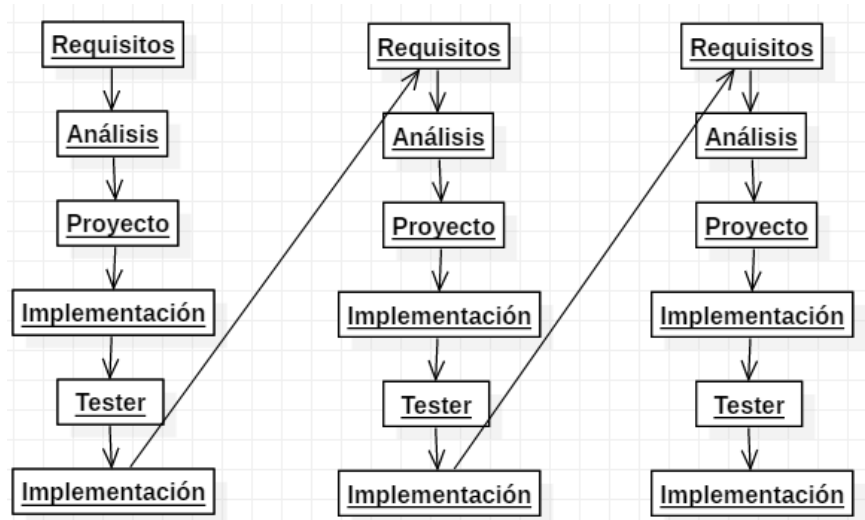 Requisitos
Análisis
Proyecto
Implementación
Tester
Implementación
Requisitos
Análisis
Proyecto
Implementación
Tester
Implementación
Requisitos
Análisis
Proyecto
Implementación
Tester
Implementación